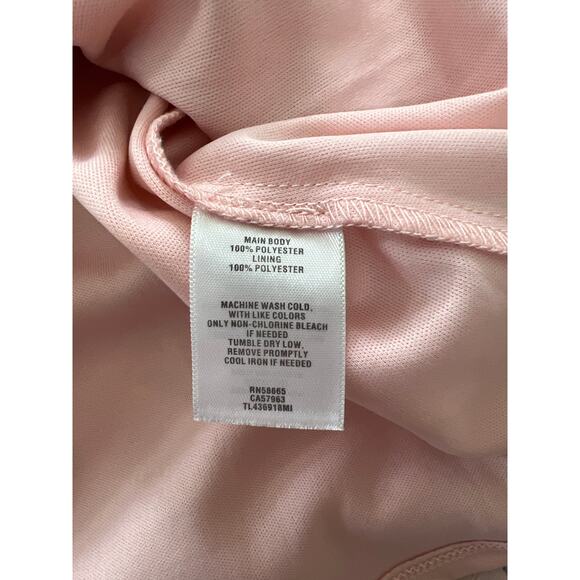 MAIN BODY
100% POLYESTER
LINING
100% POLYESTER
MACHINE WASH COLD,
WITH LIKE COLORS
ONLY NON-CHLORINE BLEACH
IF NEEDED
TUMBLE DRY LOW,
REMOVE PROMPTLY
COOL IRON IF NEEDED
RN58665
CA57963
TL436918MI